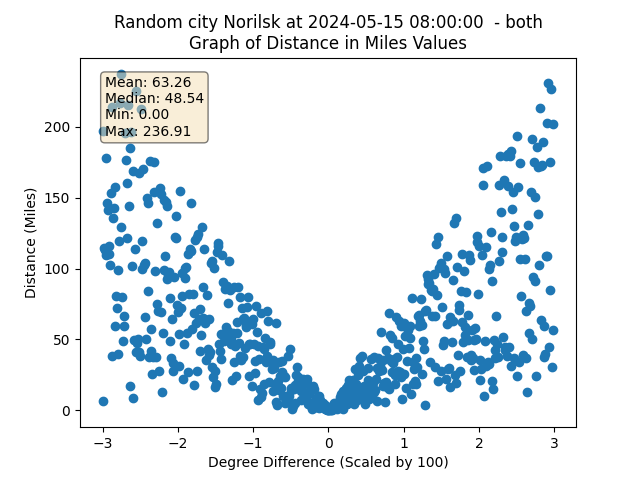 Random city Norilsk at 2024-05-15 08:00:00 - both
Graph of Distance in Miles Values
Mean: 63.26
Median: 48.54
Min: 0.00
Max: 236.91
Distance (Miles)
200
150
100
50
0
−3 −2 −1 0 1 2 3
Degree Difference (Scaled by 100)